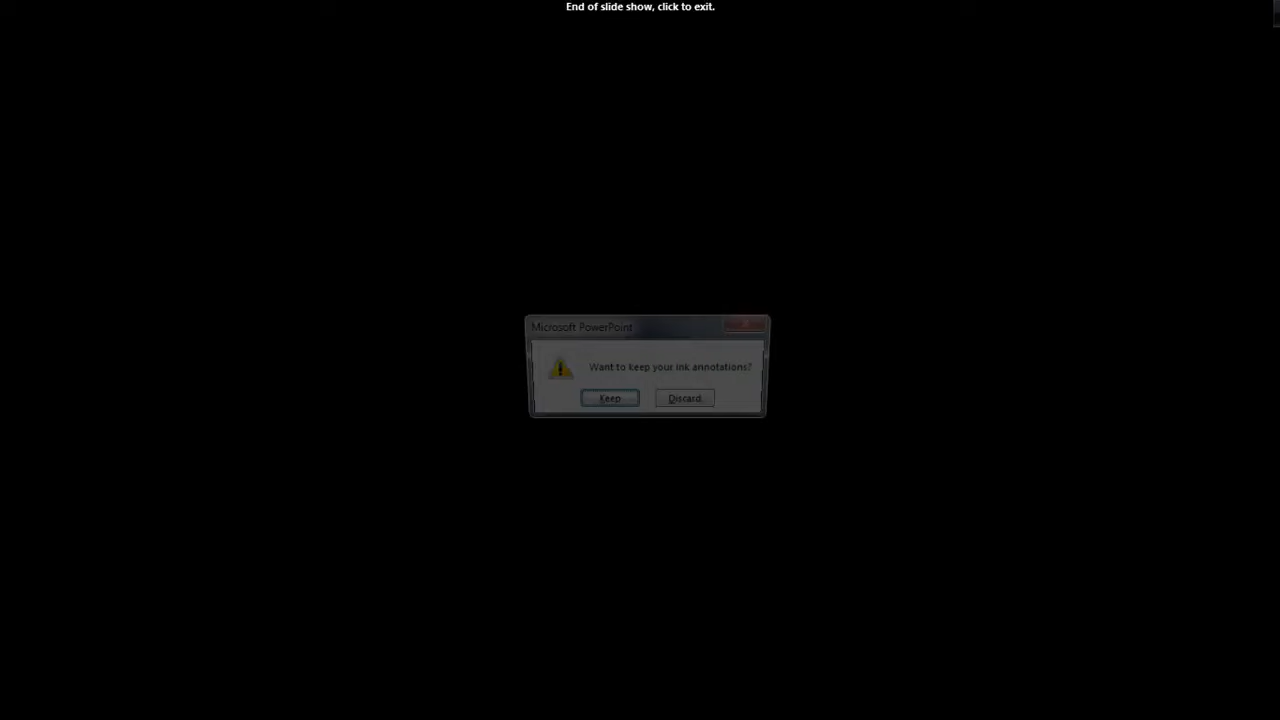 End of slide show, click to exit.
Microsoft PowerPoint
Want to keep your ink annotations?
Keep
Discard